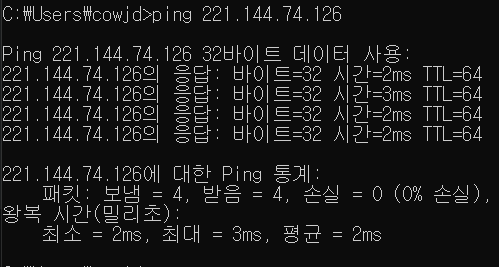 C:\Users\cowjd>ping 221.144.74.126
Ping 221.144.74.126 32바이트 데이터 사용:
221.144.74.126의 응답: 바이트=32 시간=2ms TTL=64
221.144.74.126의 응답: 바이트=32 시간=3ms TTL=64
221.144.74.126의 응답: 바이트=32 시간=2ms TTL=64
221.144.74.126의 응답: 바이트=32 시간=2ms TTL=64
221.144.74.126에 대한 Ping 통계:
패킷: 보냄 = 4, 받음 = 4, 손실 = 0 (0% 손실),
왕복 시간(밀리초):
최소 = 2ms, 최대 = 3ms, 평균 = 2ms